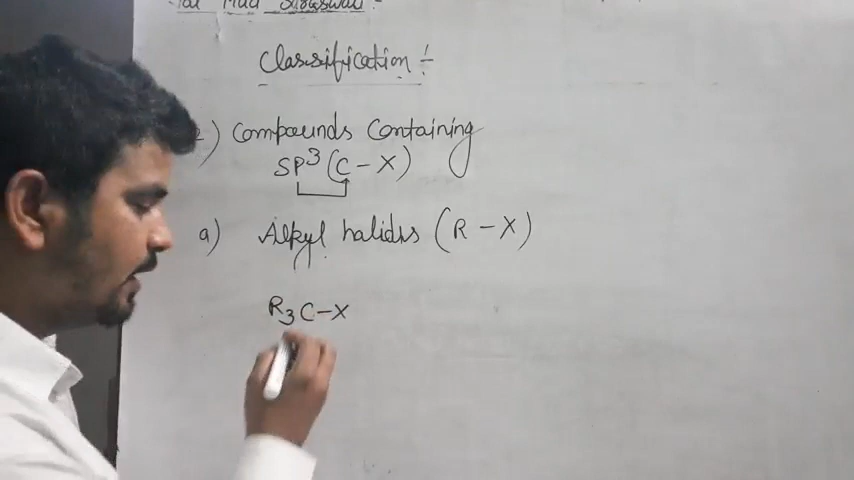 Classification :-
) Compounds Containing
SP³ (C - X)
a) Alkyl halides (R - X)
R₃C-X